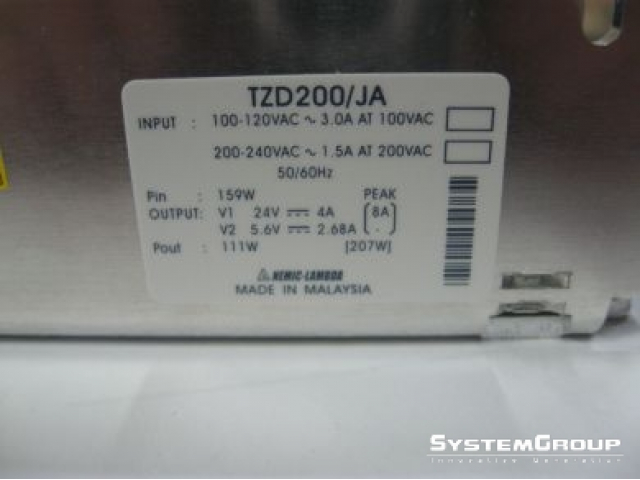 TZD200/JA
INPUT : 100-120VAC ~ 3.0A AT 100VAC
200-240VAC ~ 1.5A AT 200VAC
50/60Hz
Pin : 159W PEAK
OUTPUT: V1 24V ⎓ 4A [8A]
V2 5.6V ⎓ 2.68A [ - ]
Pout : 111W [207W]
NEMIC-LAMBDA
MADE IN MALAYSIA
SYSTEMGROUP
Innovative Generation